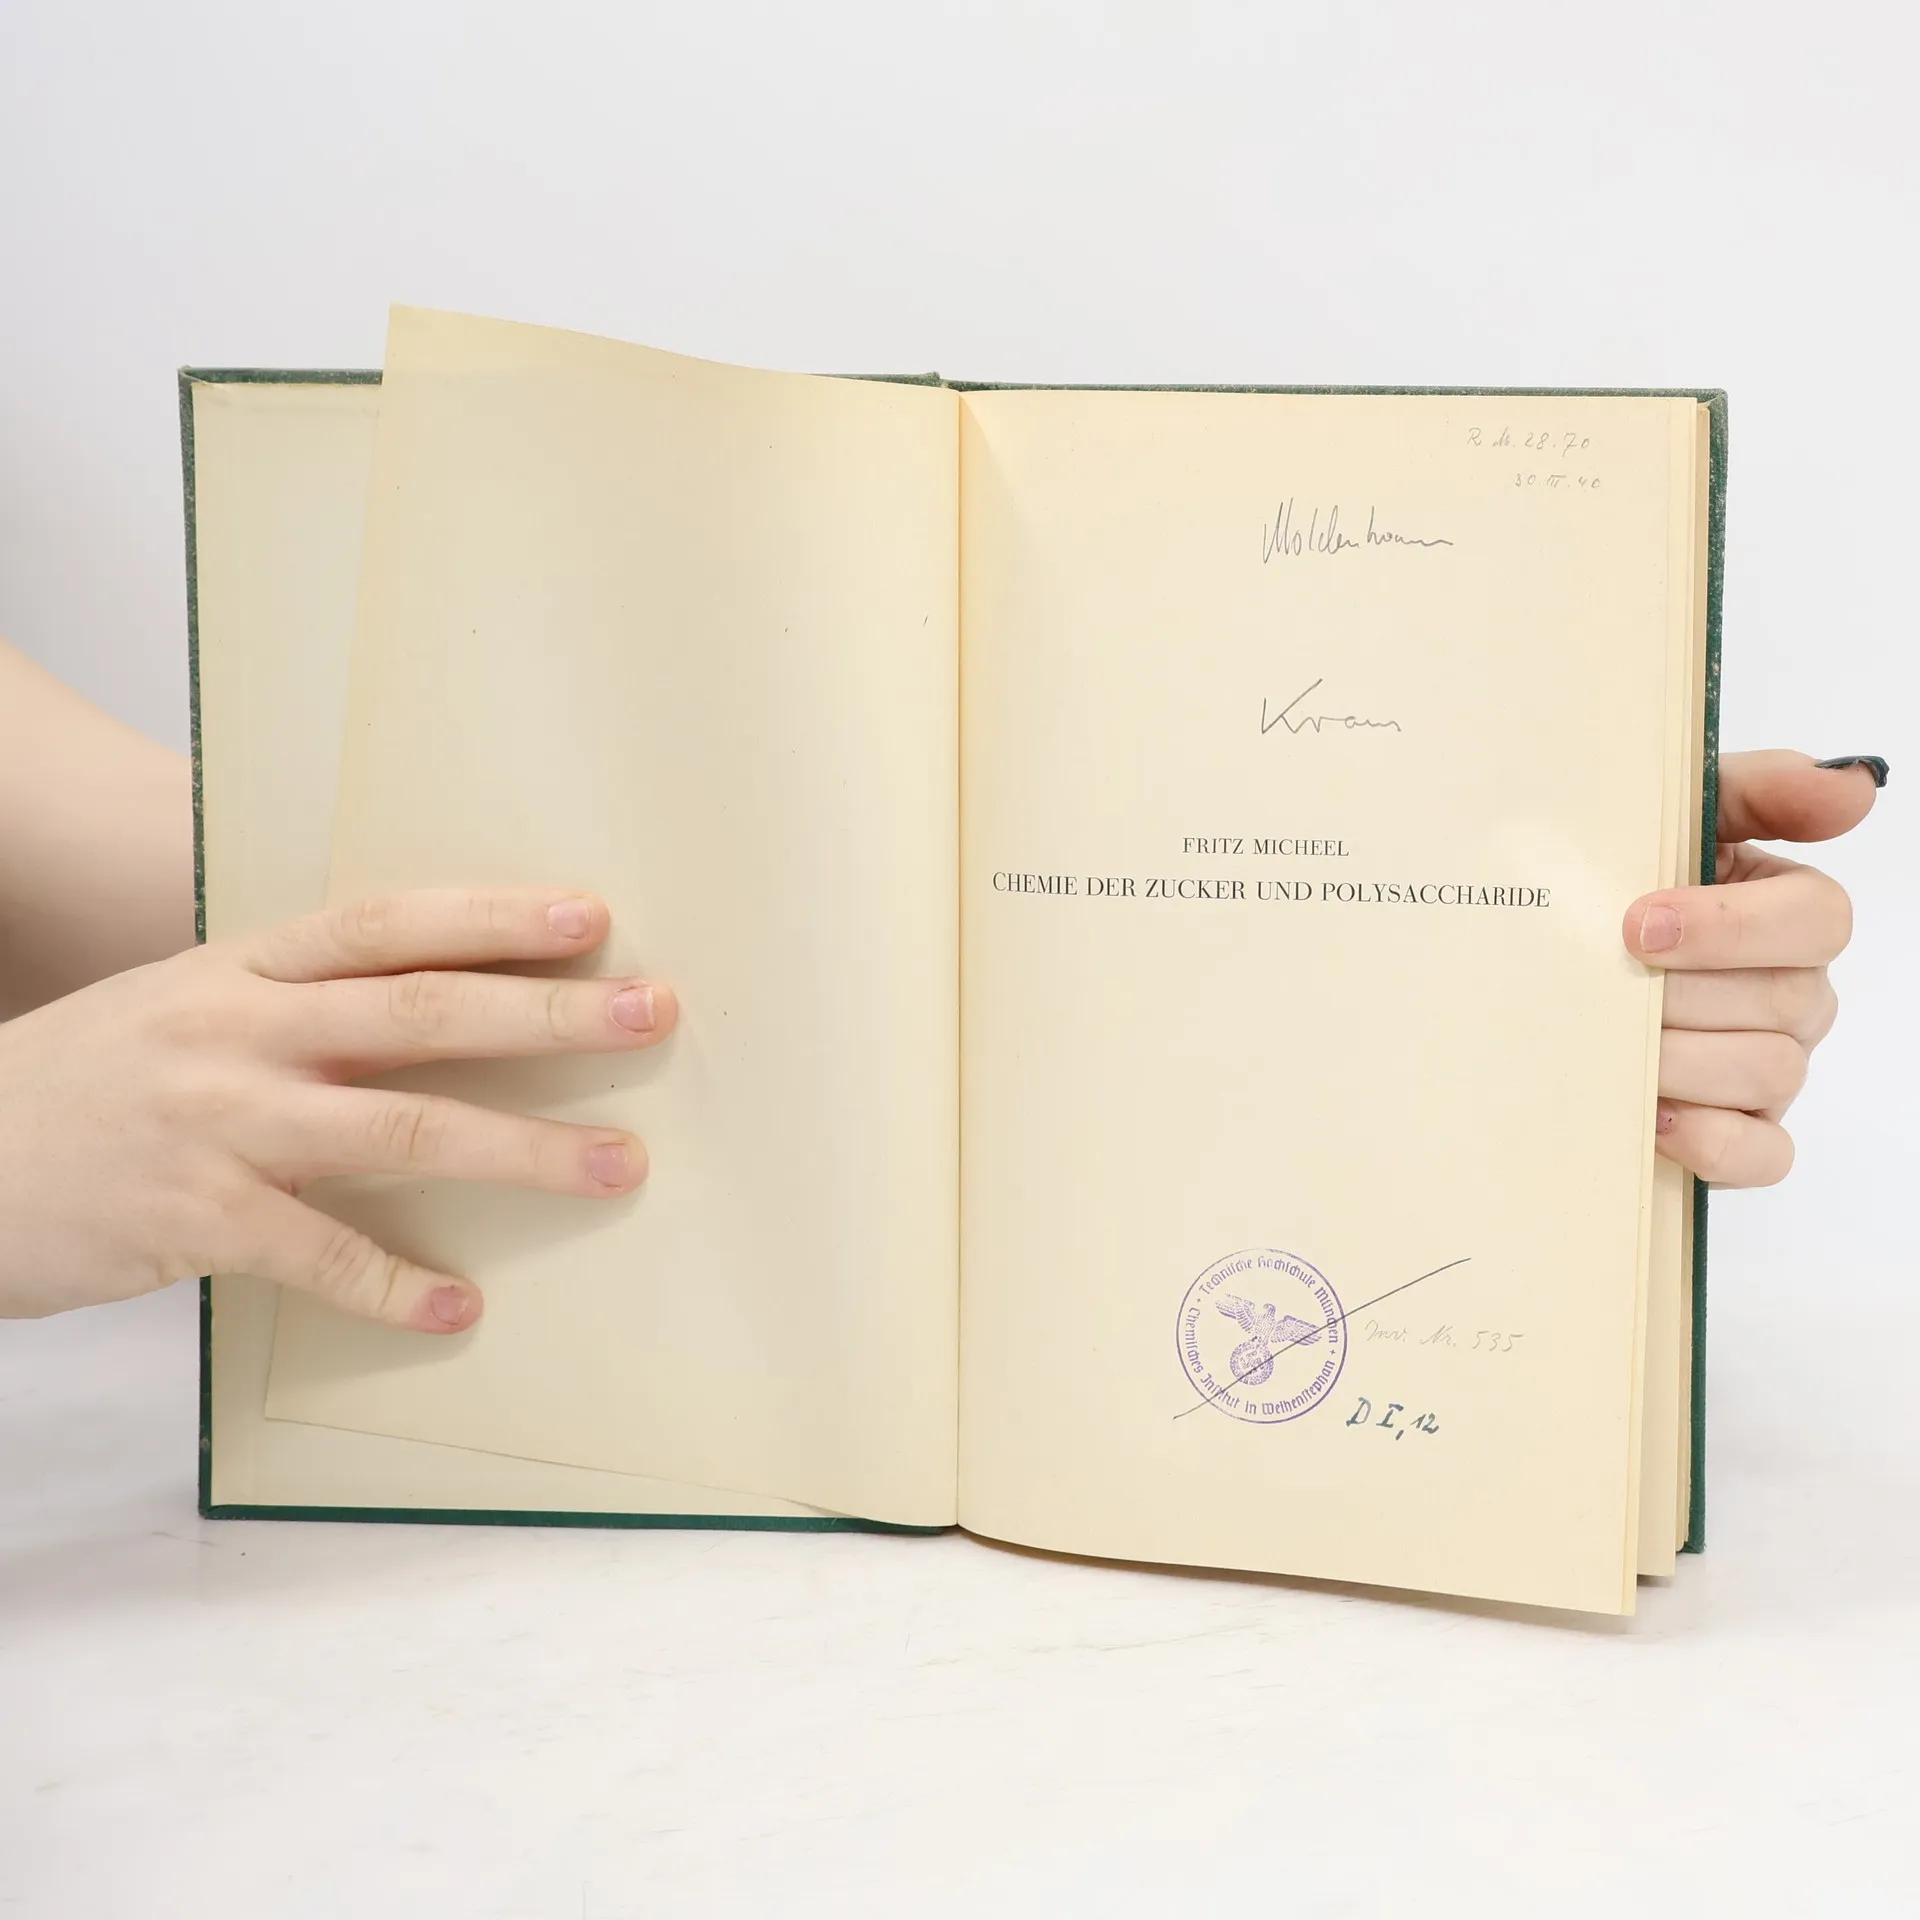 R M. 28.70
30.III.40
Moldenhauer
Kraus
FRITZ MICHEEL
CHEMIE DER ZUCKER UND POLYSACCHARIDE
Technische Hochschule München
Chemisches Institut in Weihenstephan
Inv. Nr. 535
D I, 12